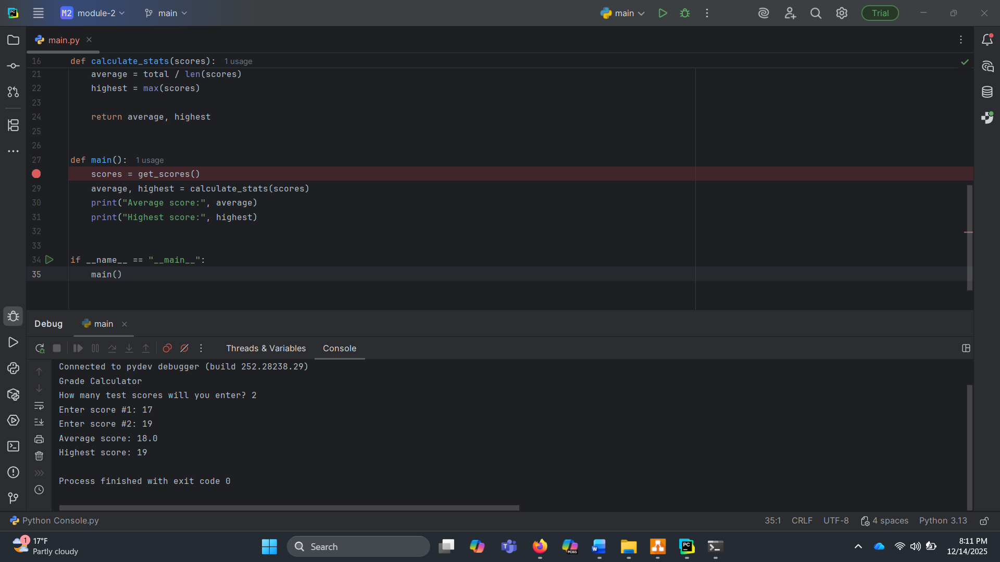 M2 module-2 main main Trial
main.py
16 def calculate_stats(scores): 1 usage
21 average = total / len(scores)
22 highest = max(scores)
23
24 return average, highest
25
26
27 def main(): 1 usage
scores = get_scores()
29 average, highest = calculate_stats(scores)
30 print("Average score:", average)
31 print("Highest score:", highest)
32
33
34 if __name__ == "__main__":
35 main()
Debug main
Threads & Variables Console
Connected to pydev debugger (build 252.28238.29)
Grade Calculator
How many test scores will you enter? 2
Enter score #1: 17
Enter score #2: 19
Average score: 18.0
Highest score: 19
Process finished with exit code 0
Python Console.py 35:1 CRLF UTF-8 4 spaces Python 3.13
1 17°F
Partly cloudy
Search
M365
8:11 PM
12/14/2025